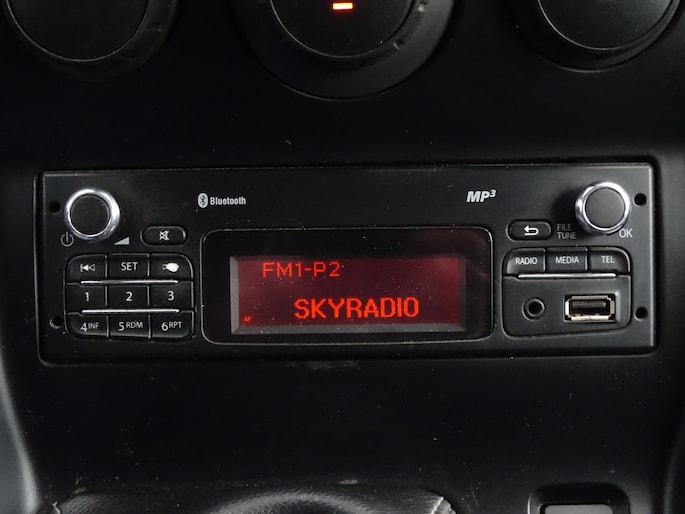 Bluetooth
MP3
FILE
TUNE
OK
SET
RADIO MEDIA TEL
1 2 3
4 INF 5 RDM 6 RPT
FM1-P2
SKYRADIO
AF